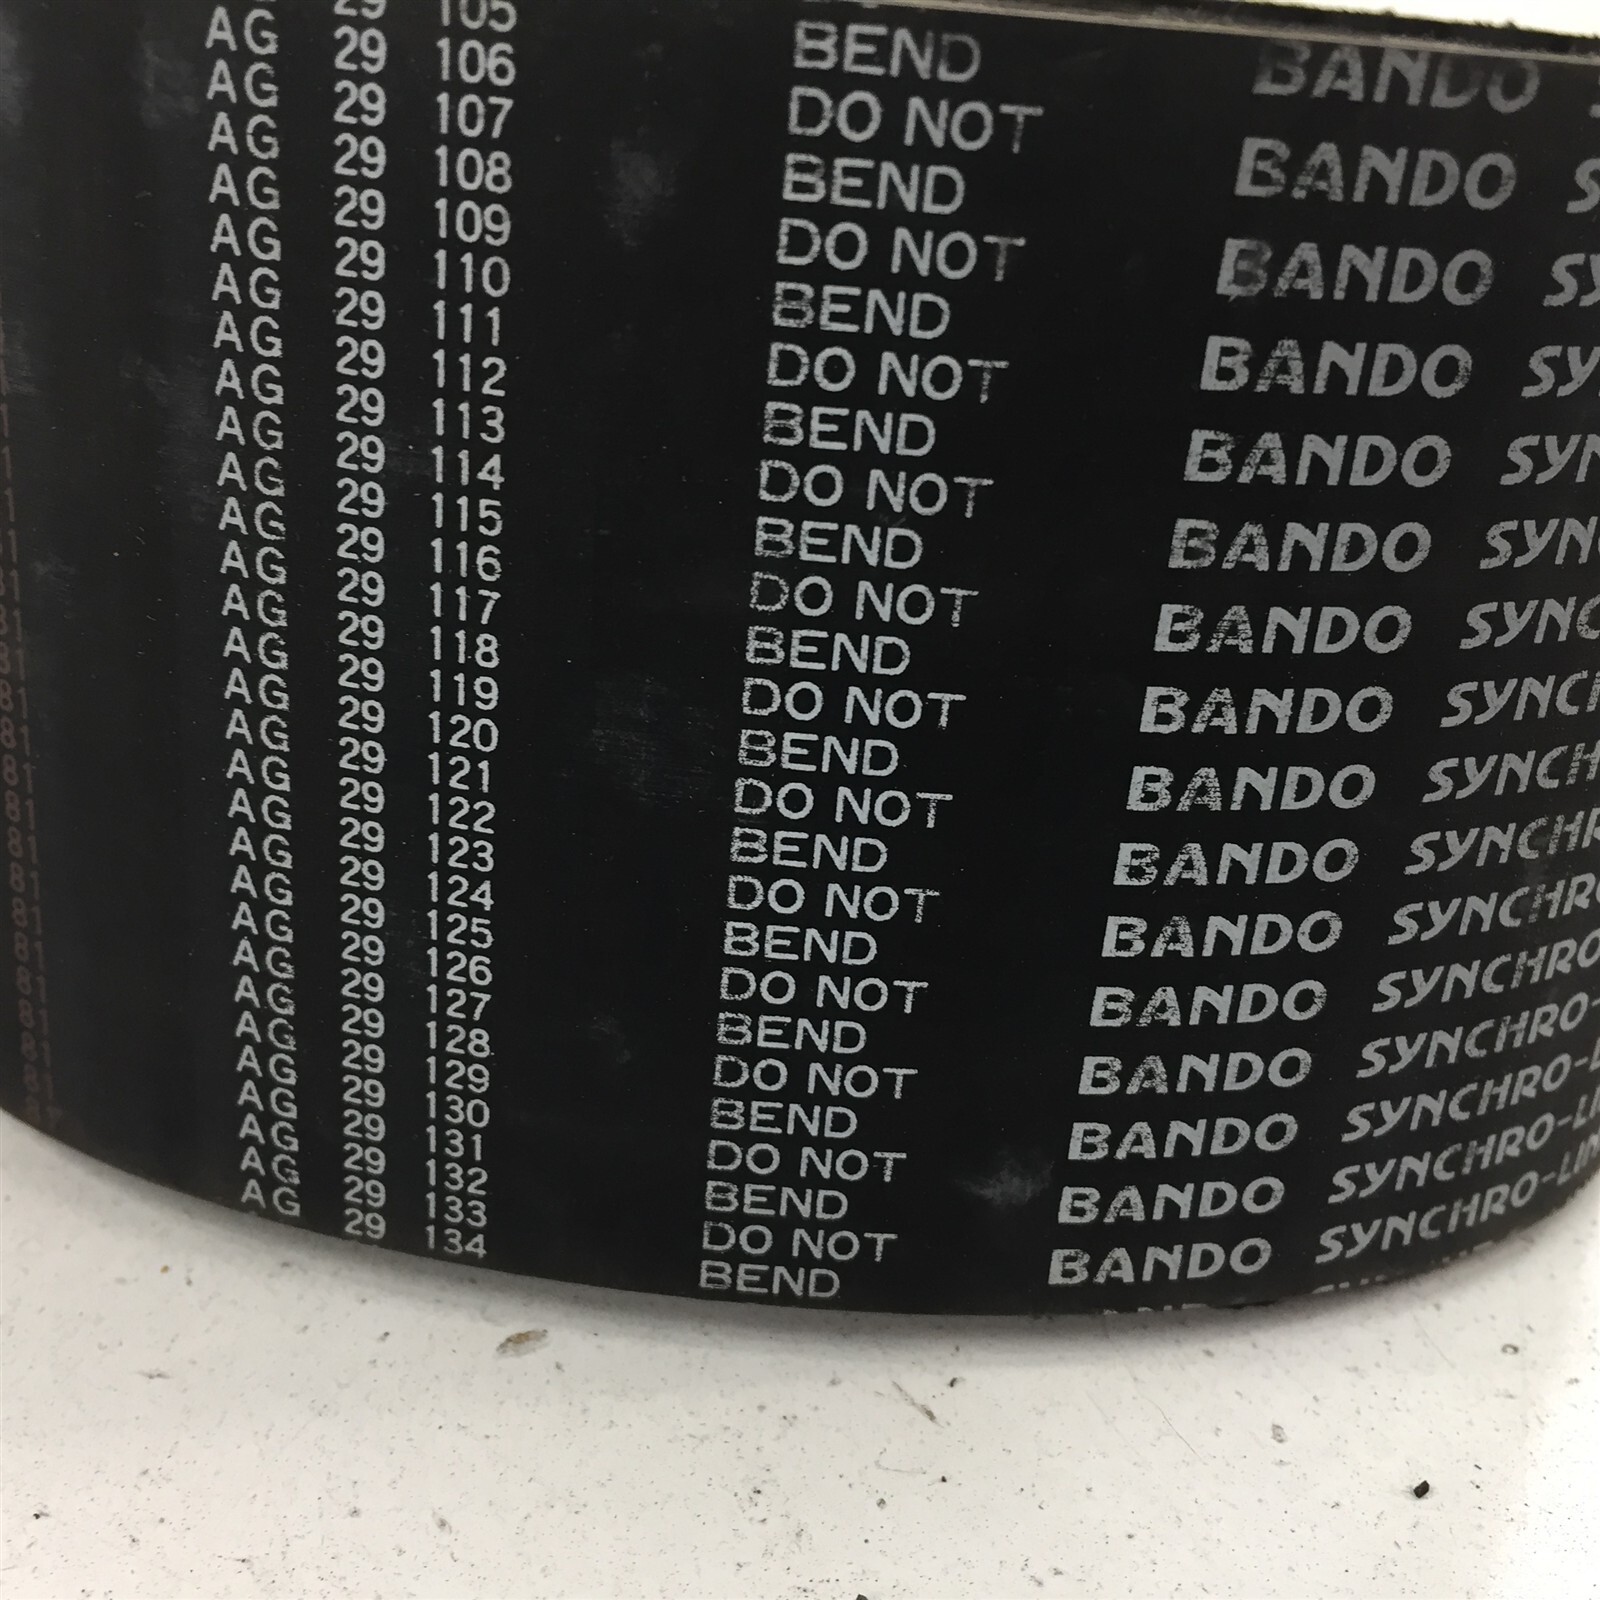 29 105 BEND BANDO
AG 29 106 DO NOT BANDO
AG 29 107 BEND BANDO
AG 29 108 DO NOT BANDO
AG 29 109 BEND BANDO
AG 29 110 DO NOT BANDO
AG 29 111 BEND BANDO
AG 29 112 DO NOT BANDO
AG 29 113 BEND BANDO
AG 29 114 DO NOT BANDO
AG 29 115 BEND BANDO
AG 29 116 DO NOT BANDO
AG 29 117 BEND BANDO
AG 29 118 DO NOT BANDO
AG 29 119 BEND BANDO
AG 29 120 DO NOT BANDO SYNCHRO-
AG 29 121 BEND BANDO SYNCHRO-
AG 29 122 DO NOT BANDO SYNCHRO-LI
AG 29 123 BEND BANDO SYNCHRO-LIN
AG 29 124 DO NOT
AG 29 125 BEND
AG 29 126 DO NOT
AG 29 127 BEND
AG 29 128 DO NOT
AG 29 129 BEND
AG 29 130
AG 29 131
AG 29 132
AG 29 133
AG 29 134